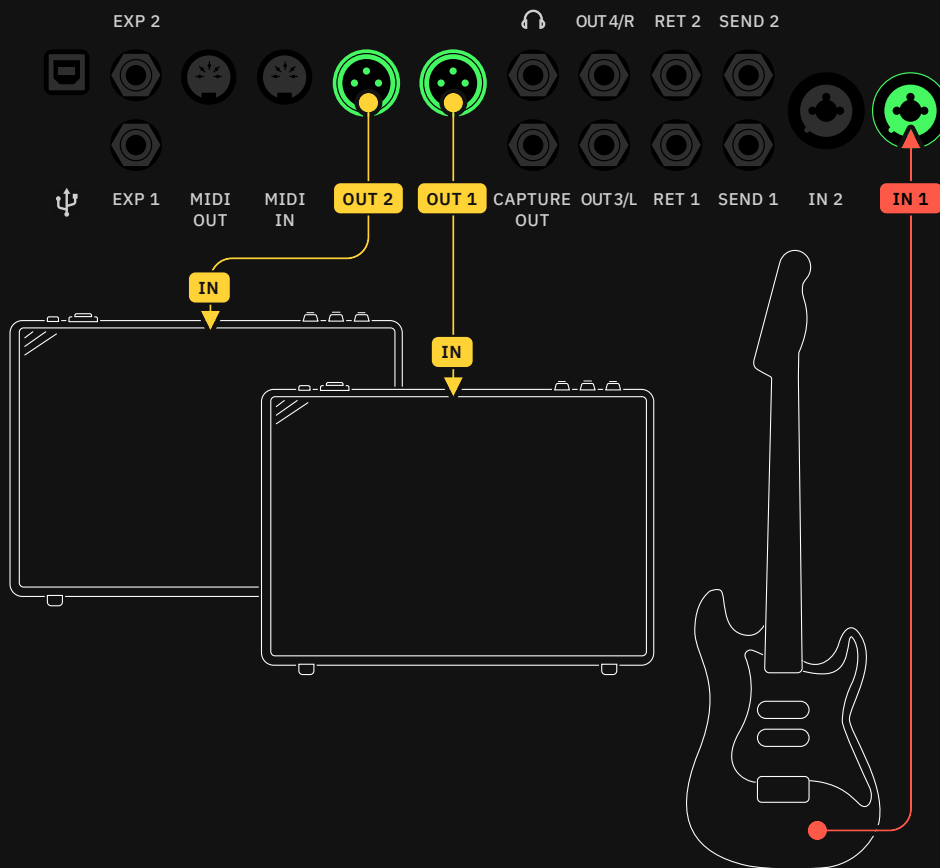 EXP 2
OUT4/R
RET 2
SEND 2
EXP 1
MIDI
OUT
MIDI
IN
OUT 2
OUT 1
CAPTURE
OUT
OUT3/L
RET 1
SEND 1
IN 2
IN 1
IN
IN